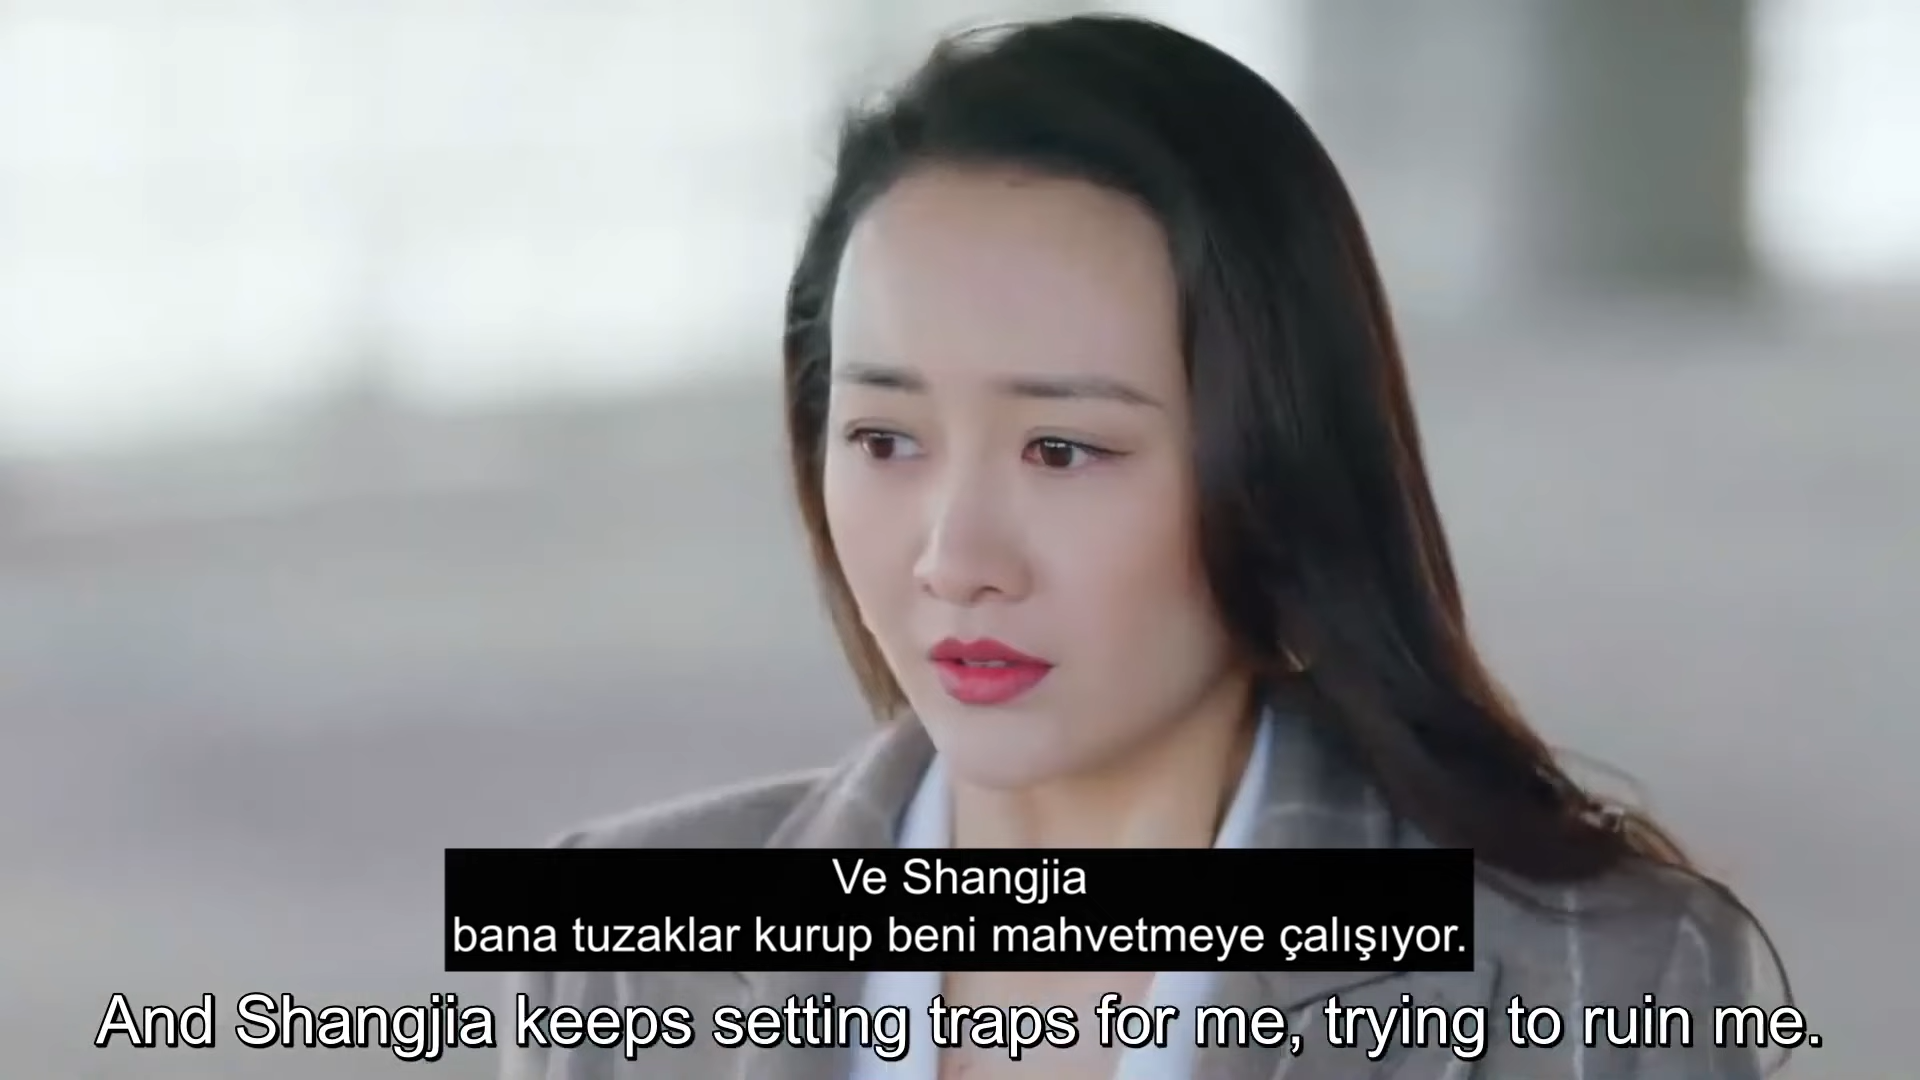 Ve Shangjia
bana tuzaklar kurup beni mahvetmeye çalışıyor.
And Shangjia keeps setting traps for me, trying to ruin me.